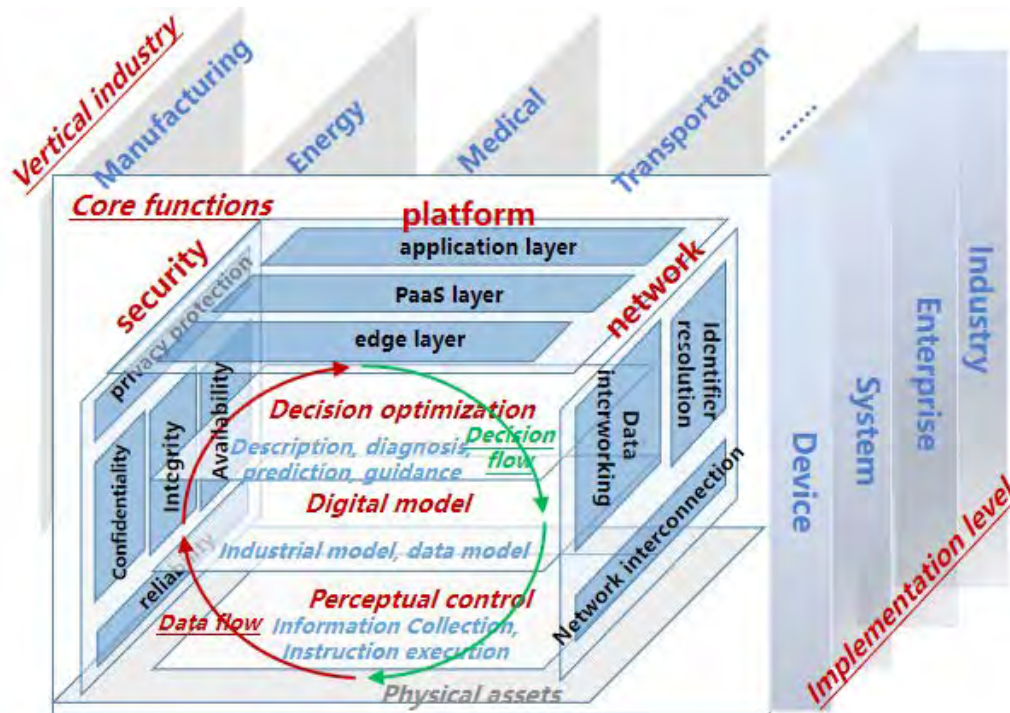 Vertical industry
Manufacturing
Energy
Medical
Transportation
......
Core functions
platform
security
network
application layer
PaaS layer
edge layer
privacy protection
Confidentiality
Integrity
Availability
reliability
Identifier
resolution
Data
interworking
Network interconnection
Decision optimization
Description, diagnosis,
prediction, guidance
Decision
flow
Digital model
Industrial model, data model
Perceptual control
Data flow
Information Collection,
Instruction execution
Physical assets
Device
System
Enterprise
Industry
Implementation level